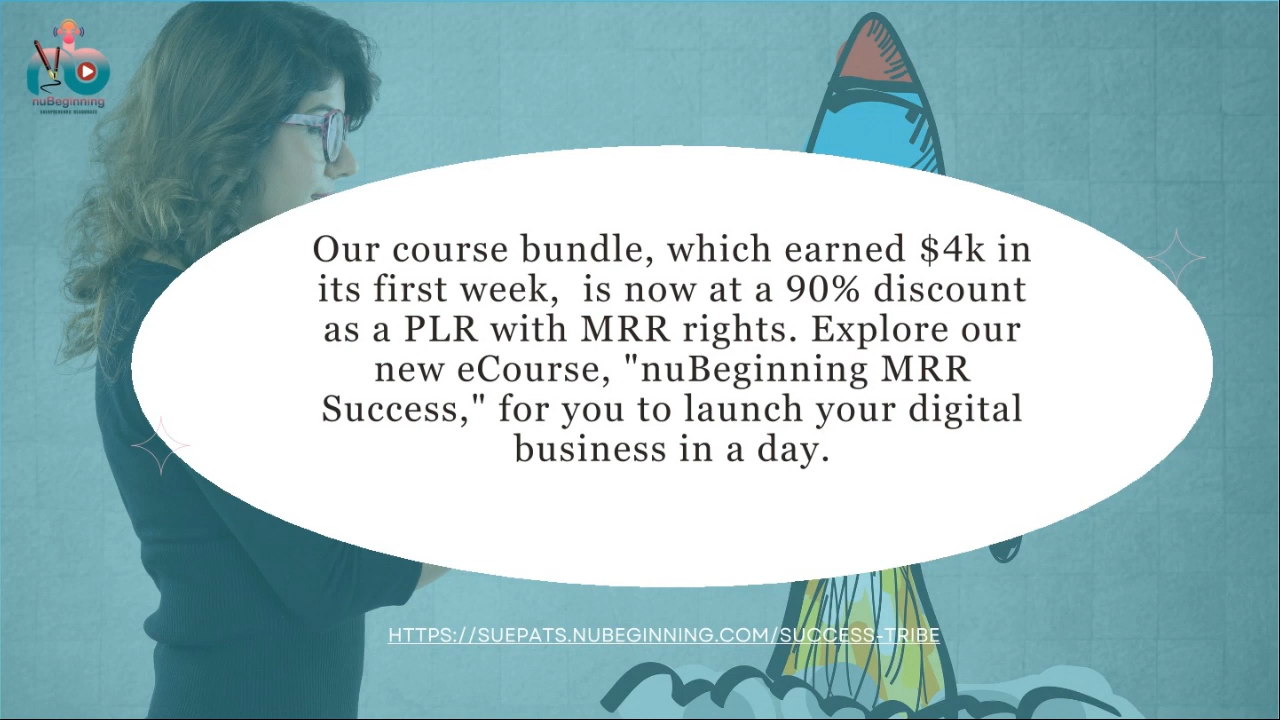 nuBeginning
Our course bundle, which earned $4k in
its first week,  is now at a 90% discount
as a PLR with MRR rights. Explore our
new eCourse, "nuBeginning MRR
Success," for you to launch your digital
business in a day.
HTTPS://SUEPATS.NUBEGINNING.COM/SUCCESS-TRIBE